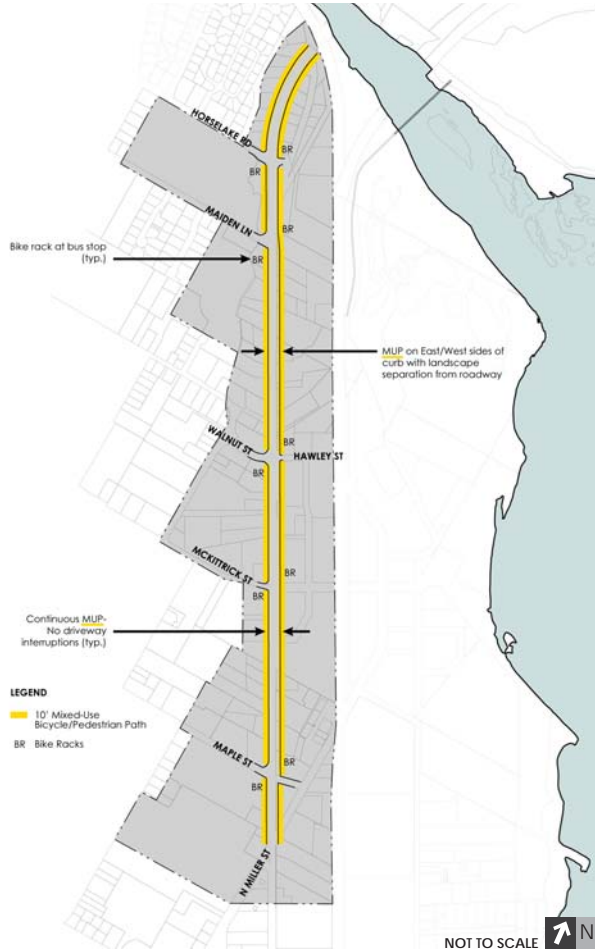 HORSELAKE RD
BR
BR
MAIDEN LN
BR
Bike rack at bus stop
(typ.)
BR
MUP on East/West sides of
curb with landscape
separation from roadway
WALNUT ST
BR
HAWLEY ST
BR
MCKITTRICK ST
BR
BR
Continuous MUP-
No driveway
interruptions (typ.)
LEGEND
10' Mixed-Use
Bicycle/Pedestrian Path
BR Bike Racks
MAPLE ST
BR
BR
N MILLER ST
NOT TO SCALE
N